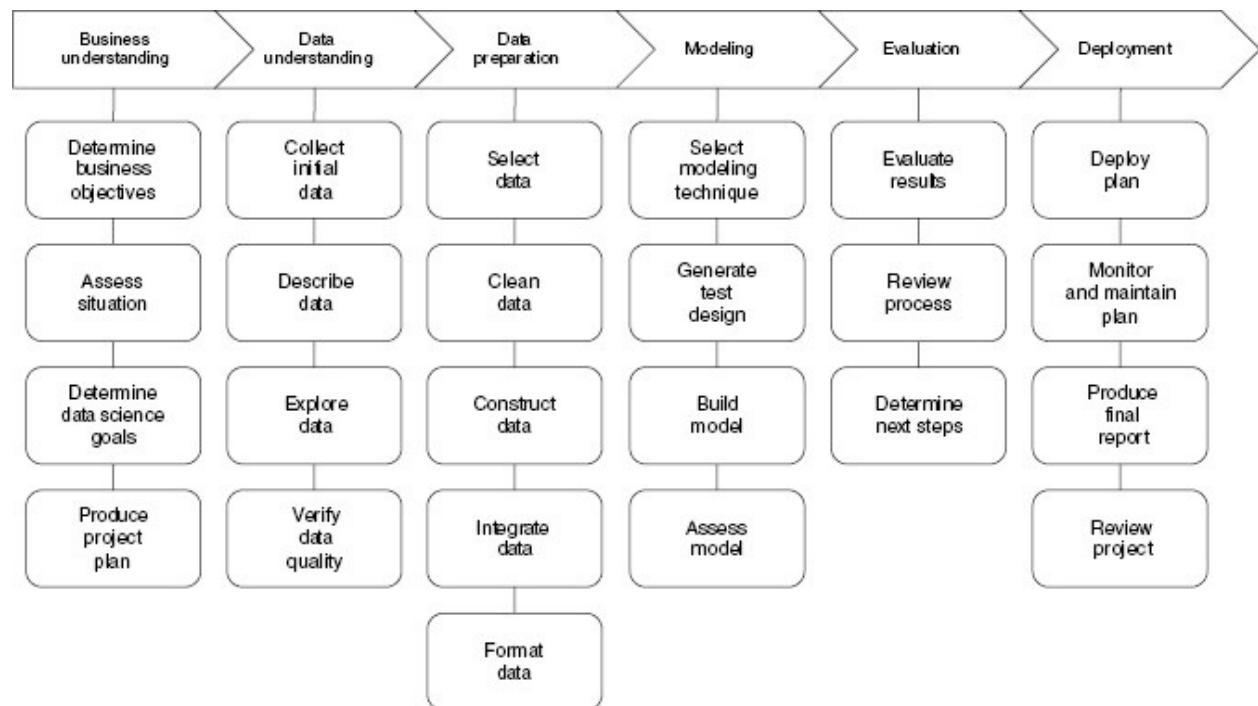 Business
understanding
Data
understanding
Data
preparation
Modeling
Evaluation
Deployment
Determine
business
objectives
Collect
initial
data
Select
data
Select
modeling
technique
Evaluate
results
Deploy
plan
Assess
situation
Describe
data
Clean
data
Generate
test
design
Review
process
Monitor
and maintain
plan
Determine
data science
goals
Explore
data
Construct
data
Build
model
Determine
next steps
Produce
final
report
Produce
project
plan
Verify
data
quality
Integrate
data
Assess
model
Review
project
Format
data